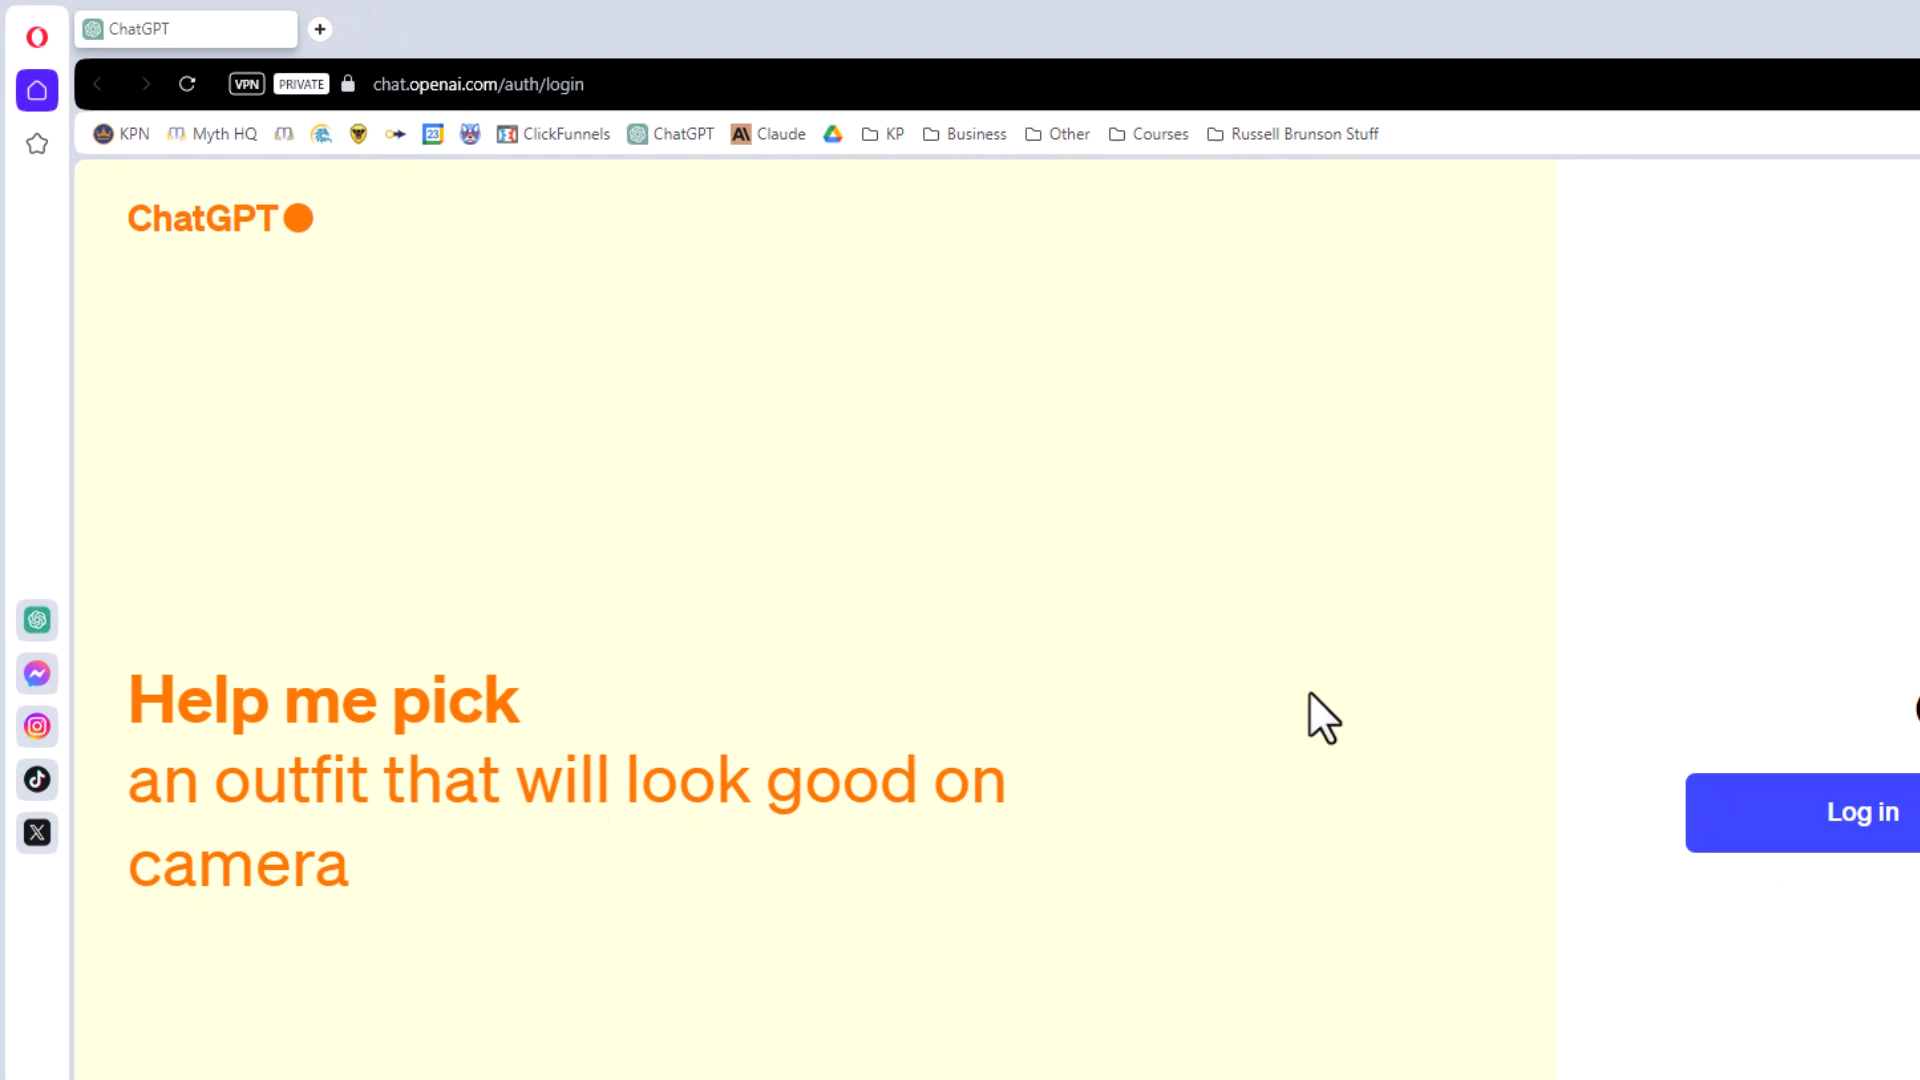 ChatGPT
VPN PRIVATE chat.openai.com/auth/login
KPN Myth HQ 23 ClickFunnels ChatGPT Claude KP Business Other Courses Russell Brunson Stuff
ChatGPT
Help me pick
an outfit that will look good on
camera
Log in